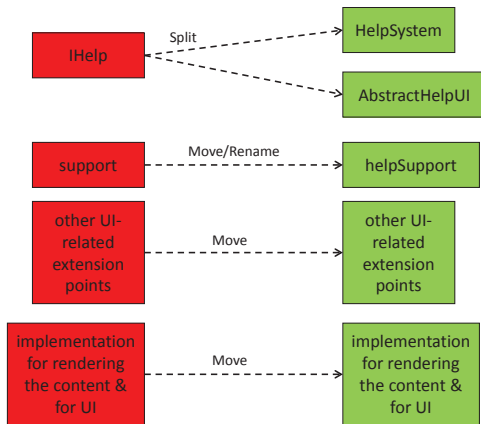 IHelp
Split
HelpSystem
AbstractHelpUI
support
Move/Rename
helpSupport
other UI-
related
extension
points
Move
other UI-
related
extension
points
implementation
for rendering
the content &
for UI
Move
implementation
for rendering
the content &
for UI